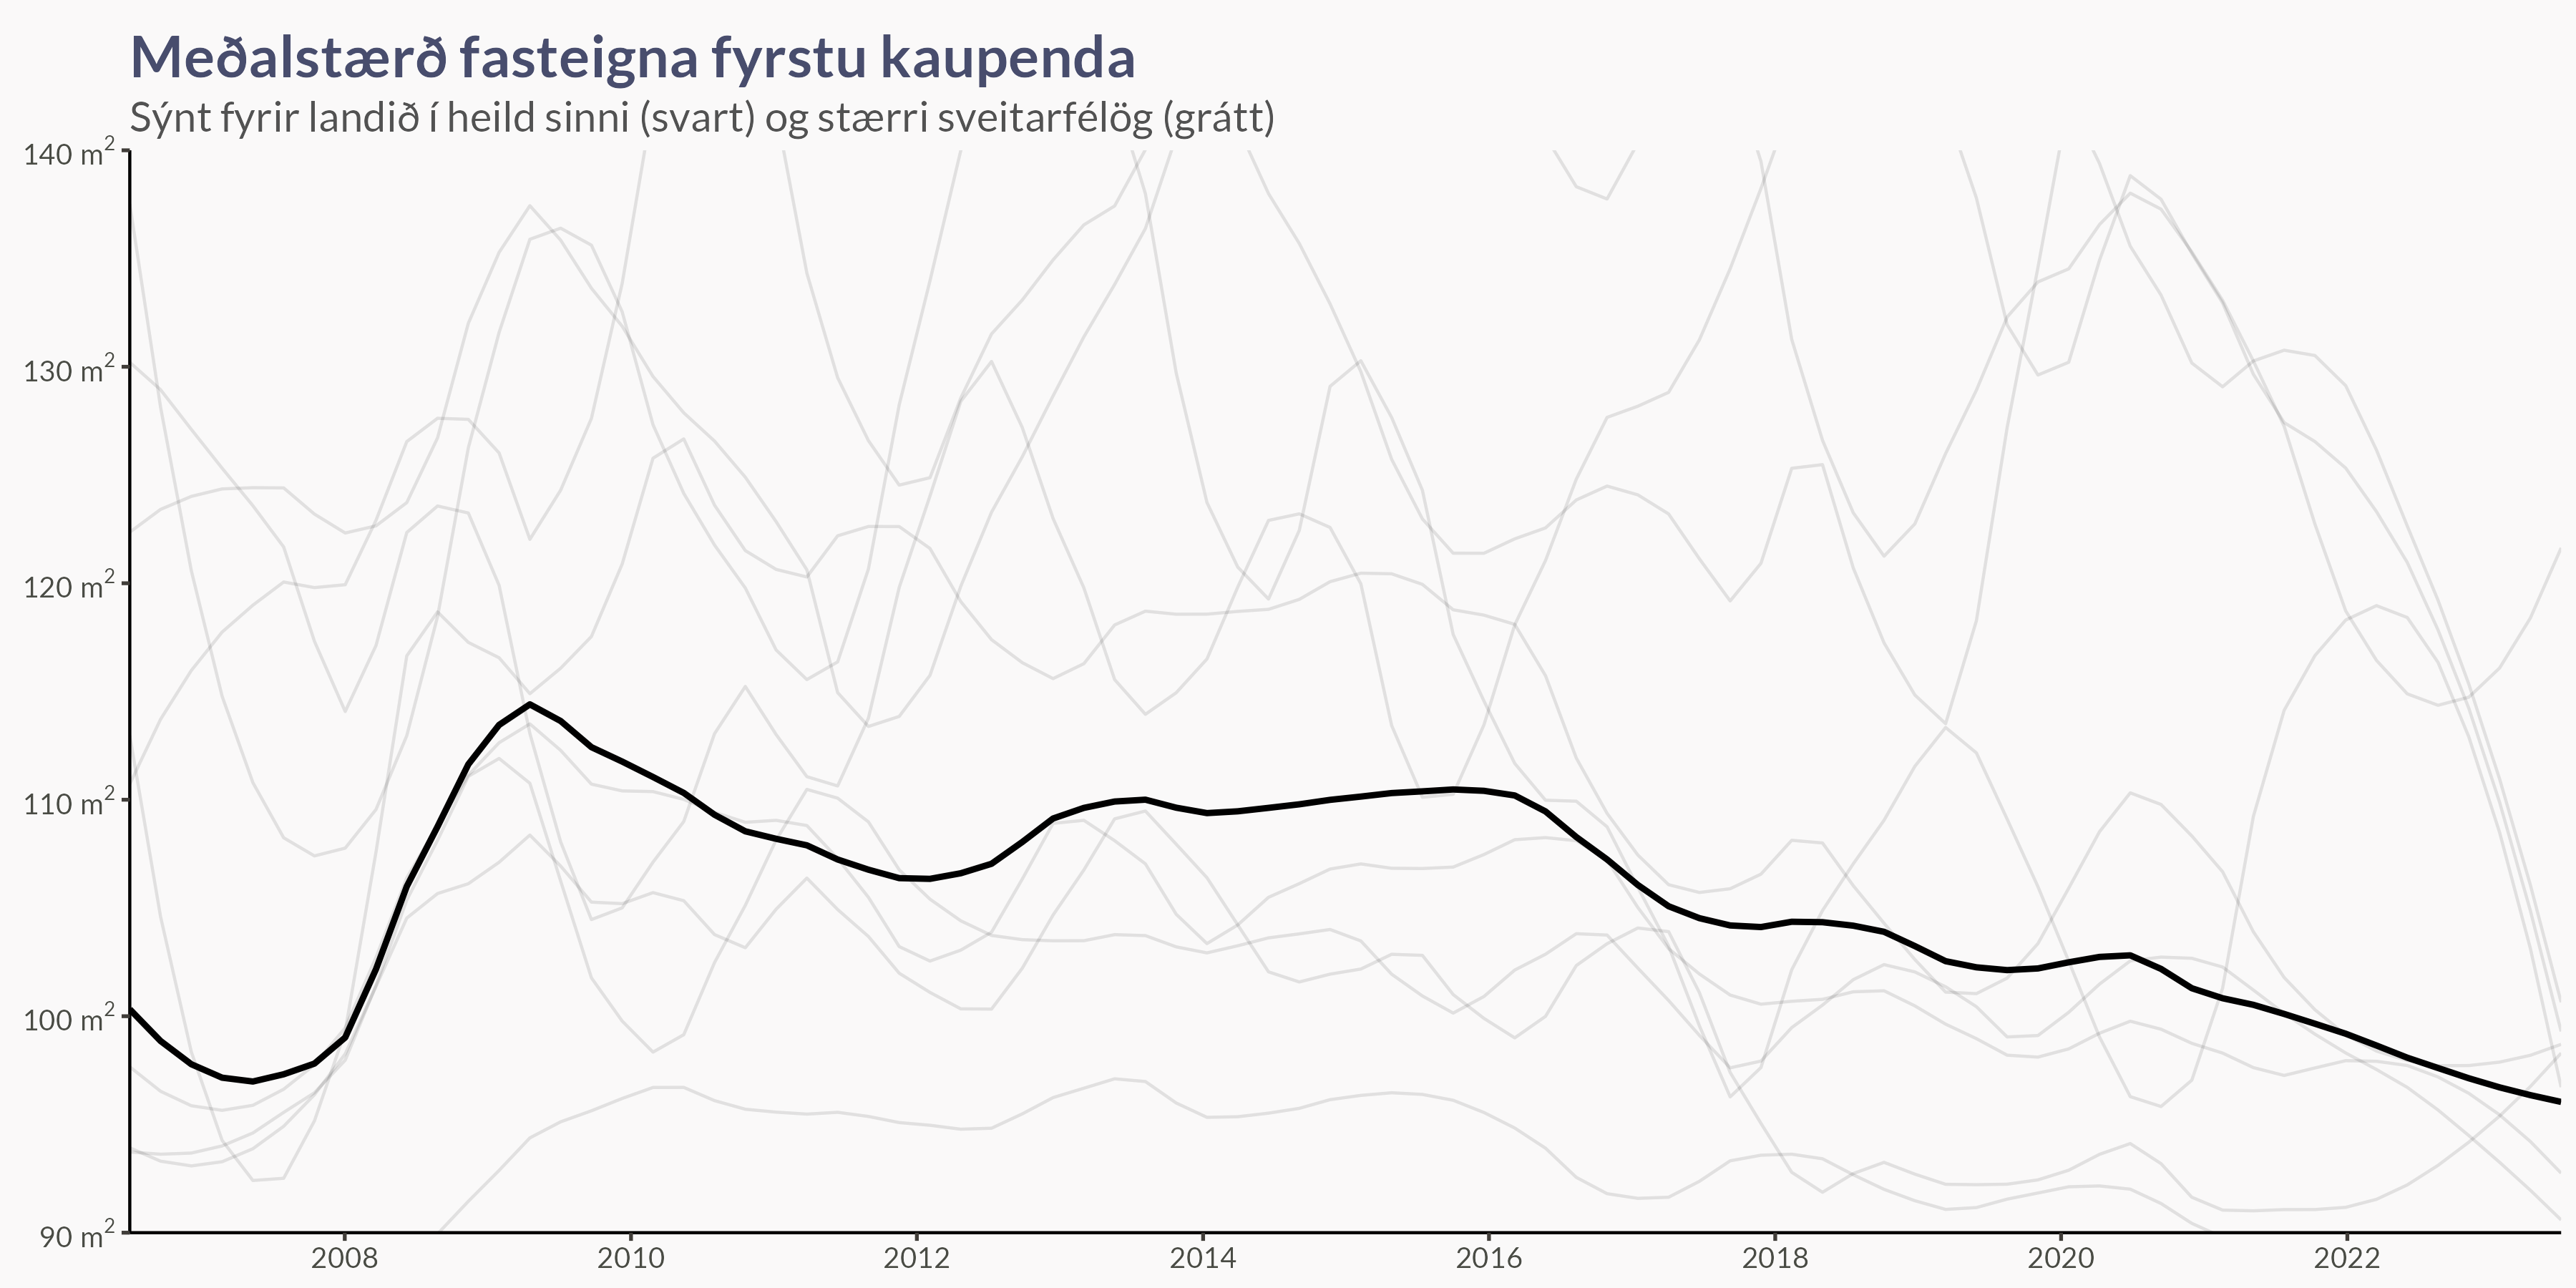 Meðalstærð fasteigna fyrstu kaupenda
Sýnt fyrir landið í heild sinni (svart) og stærri sveitarfélög (grátt)
140 m²
130 m²
120 m²
110 m²
100 m²
90 m²
2008 2010 2012 2014 2016 2018 2020 2022